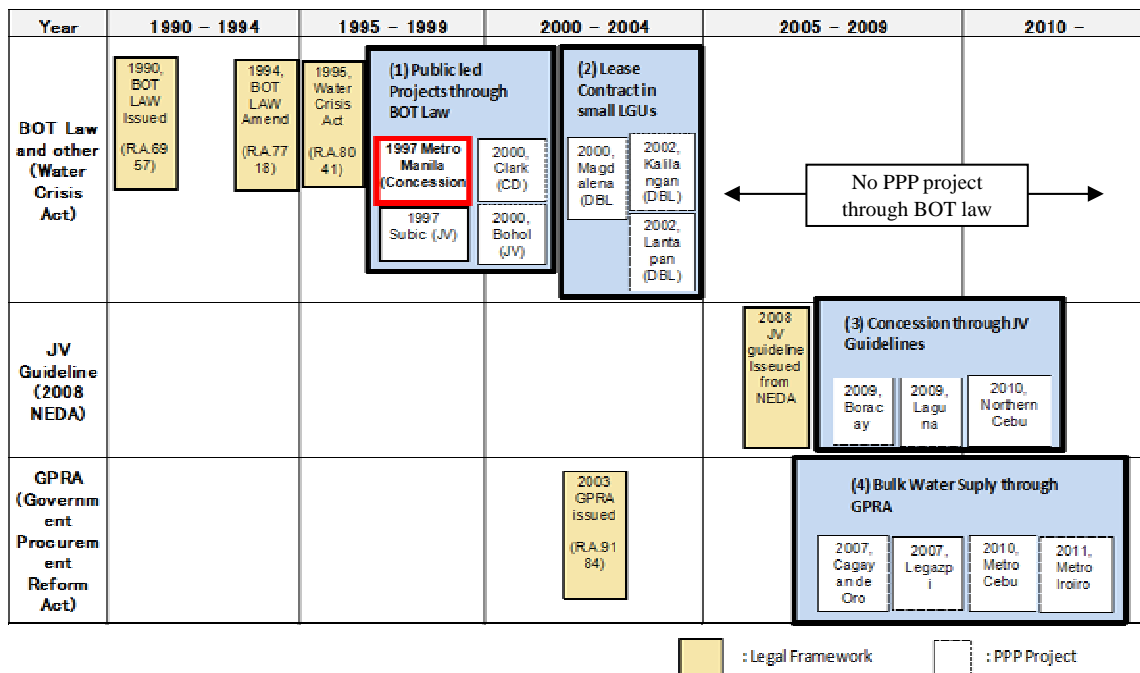 Year
1990 – 1994
1995 – 1999
2000 – 2004
2005 – 2009
2010 –
BOT Law
and other
(Water
Crisis
Act)
1990,
BOT
LAW
Issued
(R.A.69
57)
1994,
BOT
LAW
Amend
(R.A.77
18)
1995,
Water
Crisis
Act
(R.A.80
41)
(1) Public led
Projects through
BOT Law
1997 Metro
Manila
(Concession
2000,
Clark
(CD)
1997
Subic (JV)
2000,
Bohol
(JV)
(2) Lease
Contract in
small LGUs
2000,
Magd
alena
(DBL
2002,
Kalila
ngan
(DBL)
2002,
Lanta
pan
(DBL)
No PPP project
through BOT law
JV
Guideline
(2008
NEDA)
2008
JV
guideline
Isseued
from
NEDA
(3) Concession through JV
Guidelines
2009,
Borac
ay
2009,
Lagu
na
2010,
Northern
Cebu
GPRA
(Governm
ent
Procurem
ent
Reform
Act)
2003
GPRA
issued
(R.A.91
84)
(4) Bulk Water Suply through
GPRA
2007,
Cagay
an de
Oro
2007,
Legazp
i
2010,
Metro
Cebu
2011,
Metro
Iroiro
: Legal Framework
: PPP Project